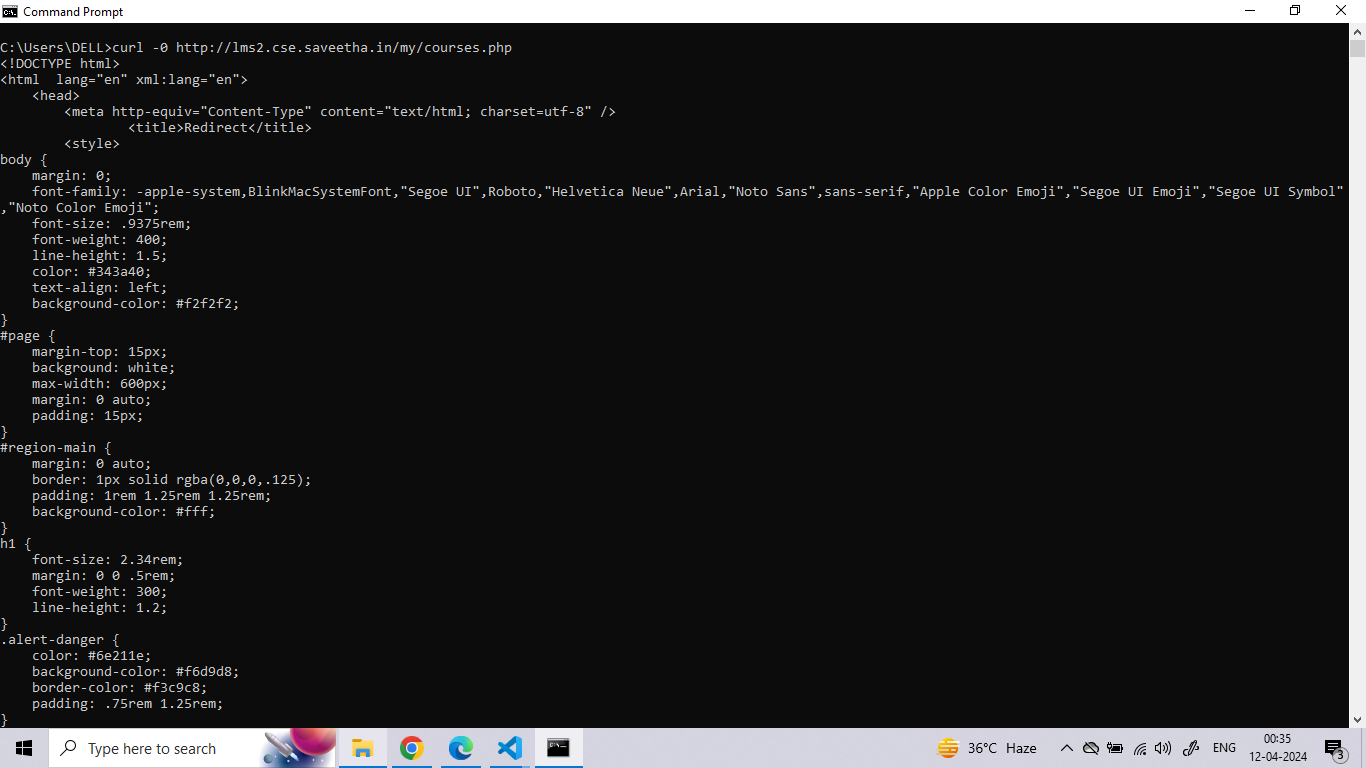 Command Prompt
C:\Users\DELL>curl -0 http://lms2.cse.saveetha.in/my/courses.php
<!DOCTYPE html>
<html  lang="en" xml:lang="en">
    <head>
        <meta http-equiv="Content-Type" content="text/html; charset=utf-8" />
                <title>Redirect</title>
        <style>
body {
    margin: 0;
    font-family: -apple-system,BlinkMacSystemFont,"Segoe UI",Roboto,"Helvetica Neue",Arial,"Noto Sans",sans-serif,"Apple Color Emoji","Segoe UI Emoji","Segoe UI Symbol"
,"Noto Color Emoji";
    font-size: .9375rem;
    font-weight: 400;
    line-height: 1.5;
    color: #343a40;
    text-align: left;
    background-color: #f2f2f2;
}
#page {
    margin-top: 15px;
    background: white;
    max-width: 600px;
    margin: 0 auto;
    padding: 15px;
}
#region-main {
    margin: 0 auto;
    border: 1px solid rgba(0,0,0,.125);
    padding: 1rem 1.25rem 1.25rem;
    background-color: #fff;
}
h1 {
    font-size: 2.34rem;
    margin: 0 0 .5rem;
    font-weight: 300;
    line-height: 1.2;
}
.alert-danger {
    color: #6e211e;
    background-color: #f6d9d8;
    border-color: #f3c9c8;
    padding: .75rem 1.25rem;
}
Type here to search
36°C Haze
ENG
00:35
12-04-2024
3